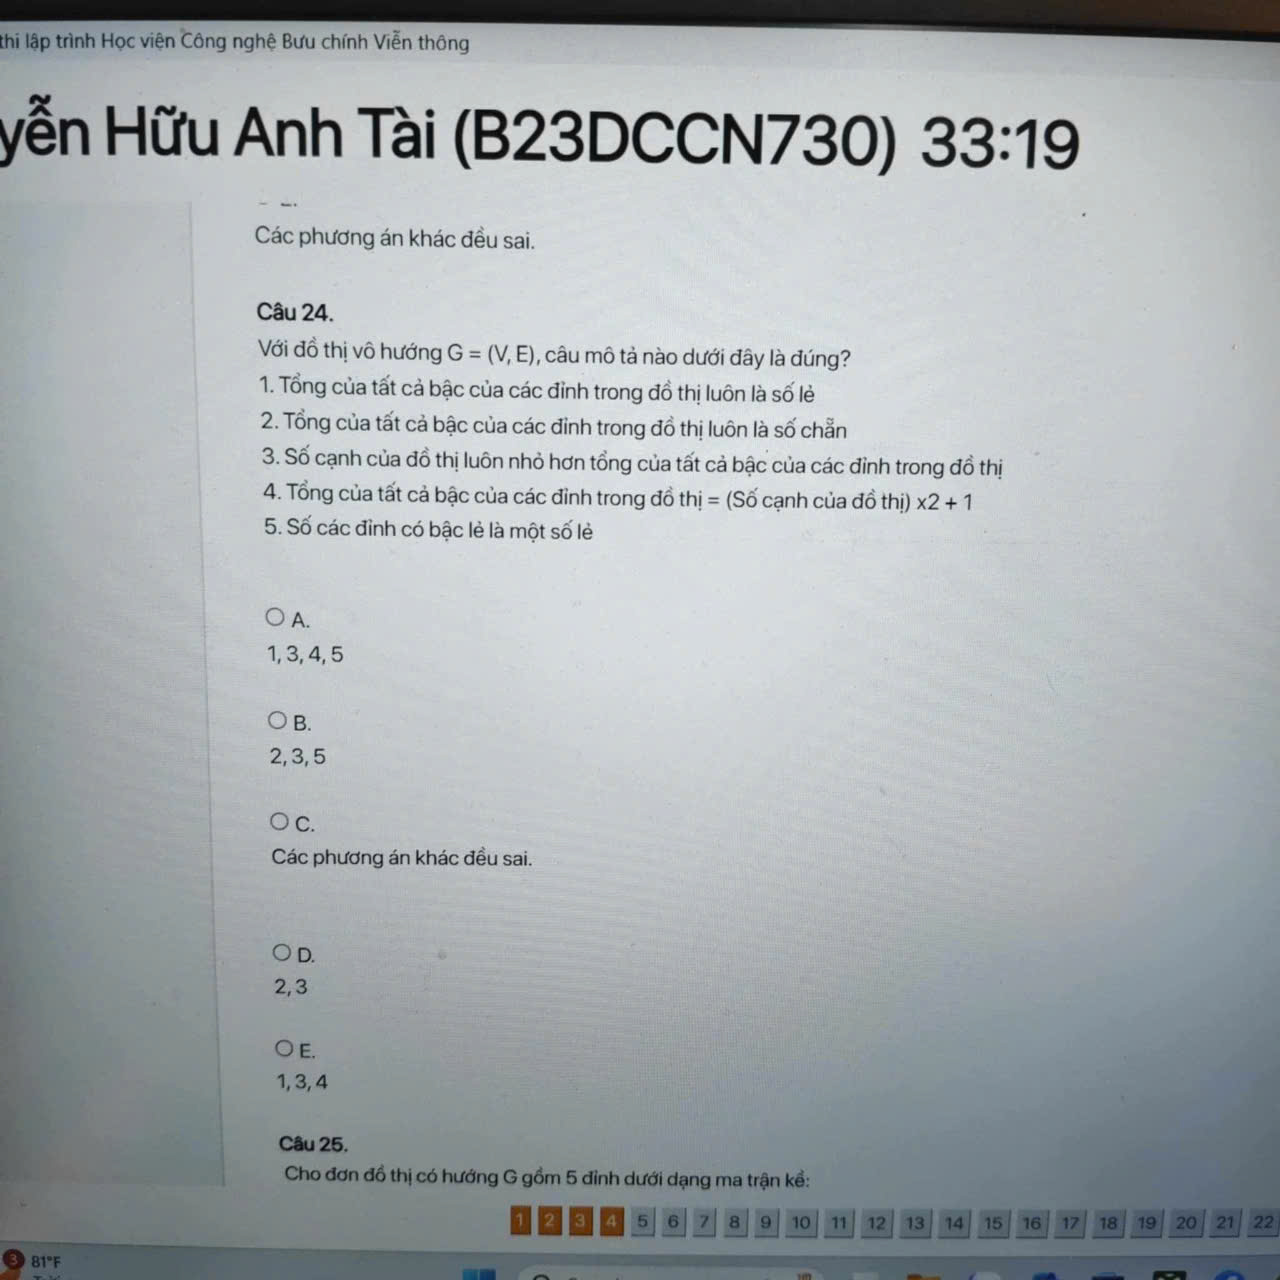 thi lập trình Học viện Công nghệ Bưu chính Viễn thông
yễn Hữu Anh Tài (B23DCCN730) 33:19
Các phương án khác đều sai.
Câu 24.
Với đồ thị vô hướng G = (V, E), câu mô tả nào dưới đây là đúng?
1. Tổng của tất cả bậc của các đỉnh trong đồ thị luôn là số lẻ
2. Tổng của tất cả bậc của các đỉnh trong đồ thị luôn là số chẵn
3. Số cạnh của đồ thị luôn nhỏ hơn tổng của tất cả bậc của các đỉnh trong đồ thị
4. Tổng của tất cả bậc của các đỉnh trong đồ thị = (Số cạnh của đồ thị) x2 + 1
5. Số các đỉnh có bậc lẻ là một số lẻ
A.
1, 3, 4, 5
B.
2, 3, 5
C.
Các phương án khác đều sai.
D.
2, 3
E.
1, 3, 4
Câu 25.
Cho đơn đồ thị có hướng G gồm 5 đỉnh dưới dạng ma trận kề:
1 2 3 4 5 6 7 8 9 10 11 12 13 14 15 16 17 18 19 20 21 22
3 81°F